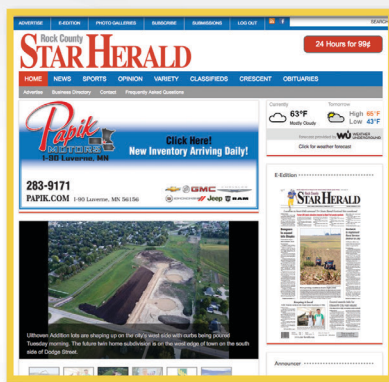 ADVERTISE E-EDITION PHOTO GALLERIES SUBSCRIBE SUBMISSIONS LOG OUT SEARCH
Rock County
STAR HERALD
24 Hours for 99¢
HOME NEWS SPORTS OPINION VARIETY CLASSIFIEDS CRESCENT OBITUARIES
Advertise Business Directory Contact Frequently Asked Questions
Papik
MOTORS
I-90 Luverne, MN
Click Here!
New Inventory Arriving Daily!
283-9171
PAPIK.COM I-90 Luverne, MN 56156
GMC
Jeep RAM
Currently
63°F
Mostly Cloudy
Tomorrow
High 65°F
Low 43°F
WEATHER UNDERGROUND
Click for weather forecast
E-Edition
STAR HERALD
Uithoven Addition lots are shaping up on the city's west side with curbs being poured
Tuesday morning. The future twin home subdivision is on the west edge of town on the south
side of Dodge Street.
Announcer